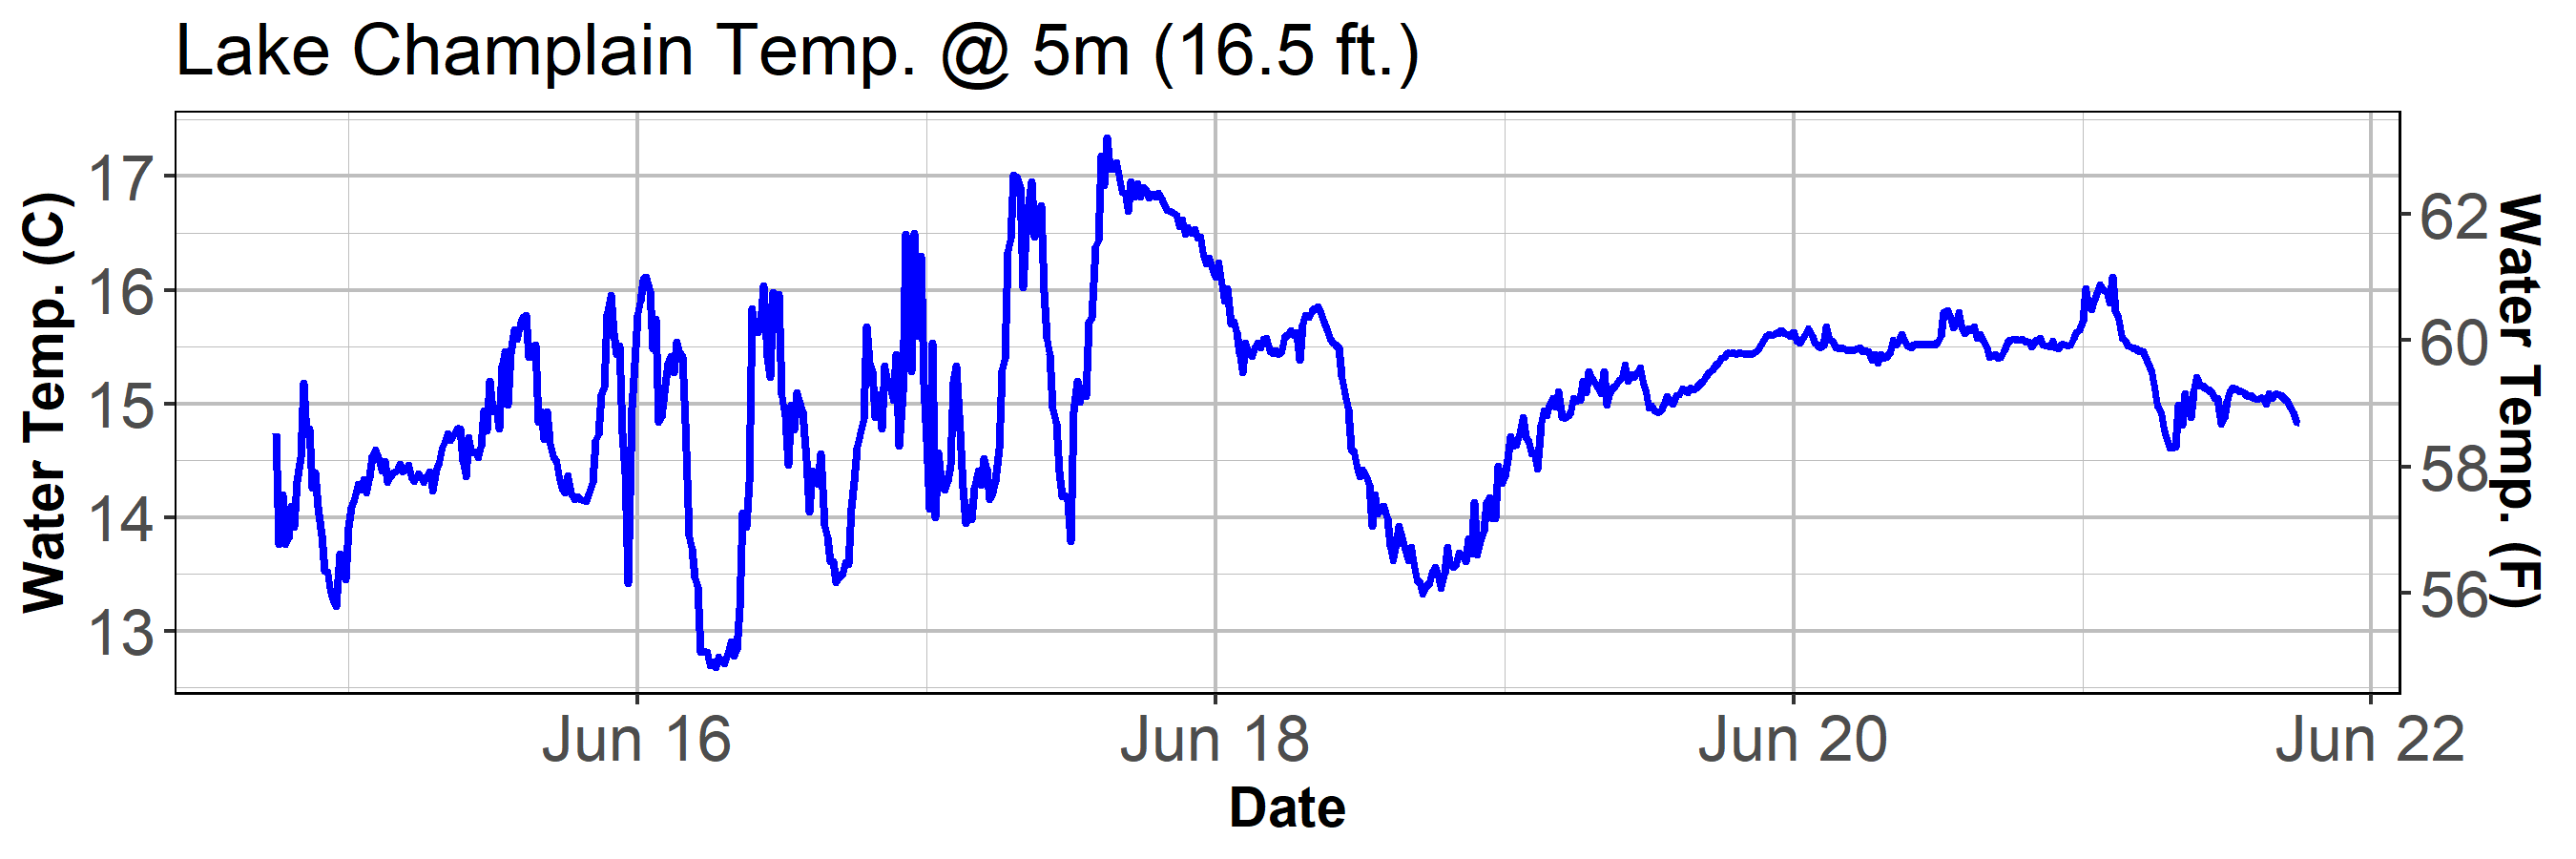 Lake Champlain Temp. @ 5m (16.5 ft.)
Water Temp. (C)
17
16
15
14
13
62
60
58
56
Water Temp. (F)
Jun 16
Jun 18
Jun 20
Jun 22
Date